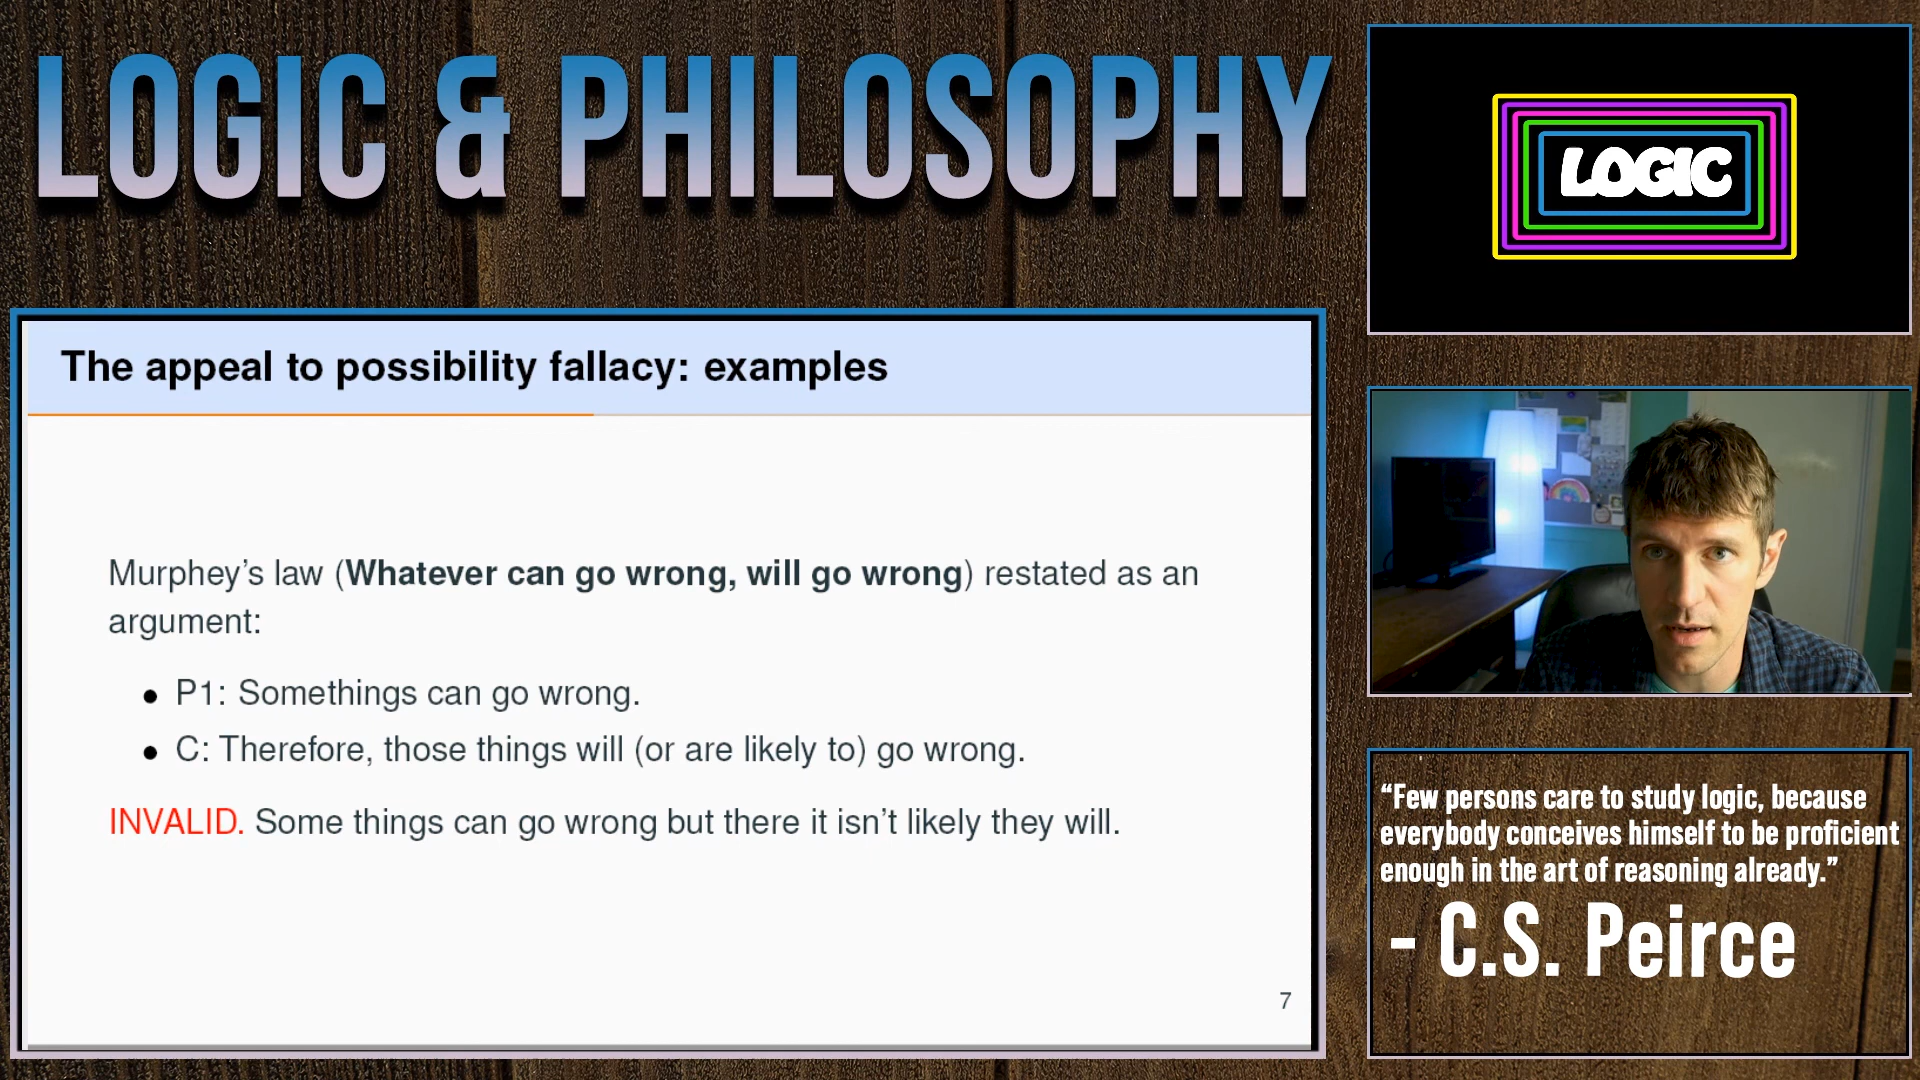 LOGIC & PHILOSOPHY
LOGIC
The appeal to possibility fallacy: examples
Murphey’s law (Whatever can go wrong, will go wrong) restated as an
argument:
● P1: Somethings can go wrong.
● C: Therefore, those things will (or are likely to) go wrong.
INVALID. Some things can go wrong but there it isn’t likely they will.
7
“Few persons care to study logic, because
everybody conceives himself to be proficient
enough in the art of reasoning already.”
- C.S. Peirce